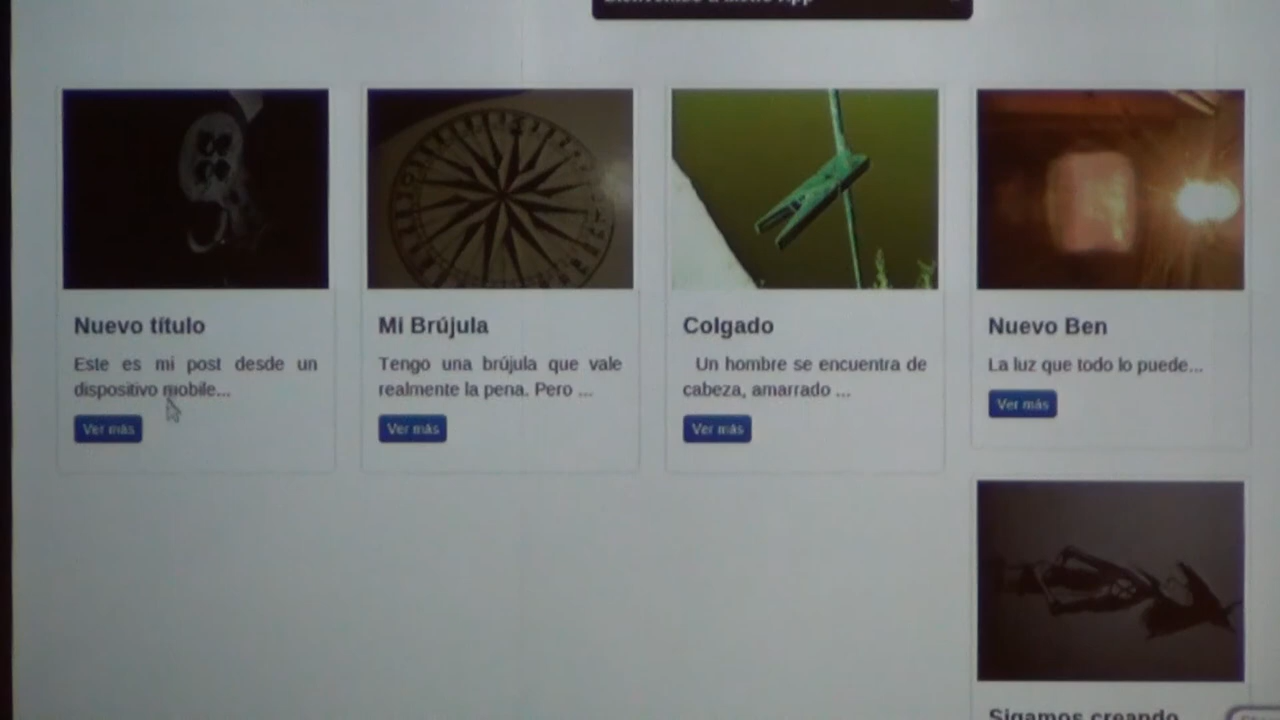 Bienvenido a
Nuevo título
Este es mi post desde un
dispositivo mobile...
Ver más
Mi Brújula
Tengo una brújula que vale
realmente la pena. Pero ...
Ver más
Colgado
Un hombre se encuentra de
cabeza, amarrado ...
Ver más
Nuevo Ben
La luz que todo lo puede...
Ver más
Sigamos creando